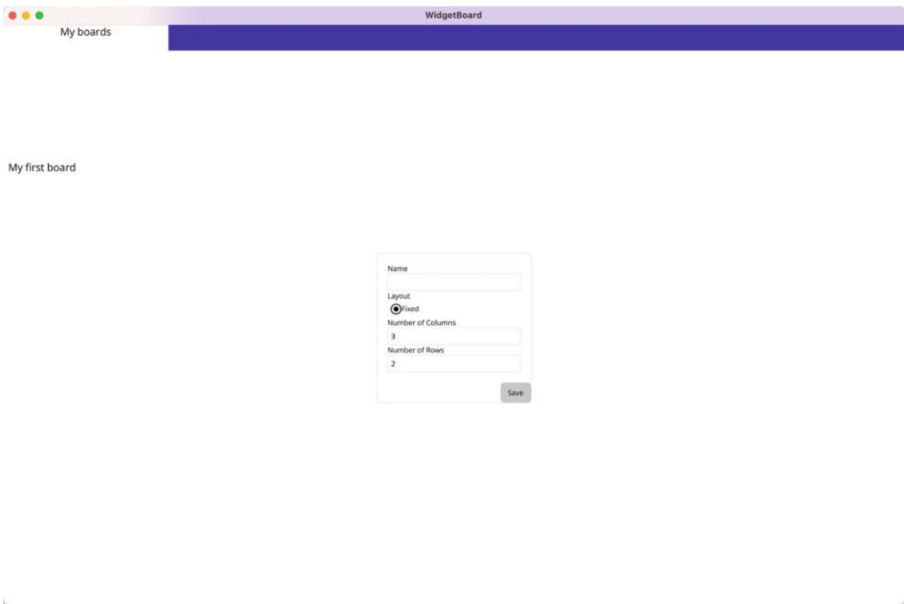 WidgetBoard
My boards
My first board
Name
Layout
Fixed
Number of Columns
3
Number of Rows
2
Save